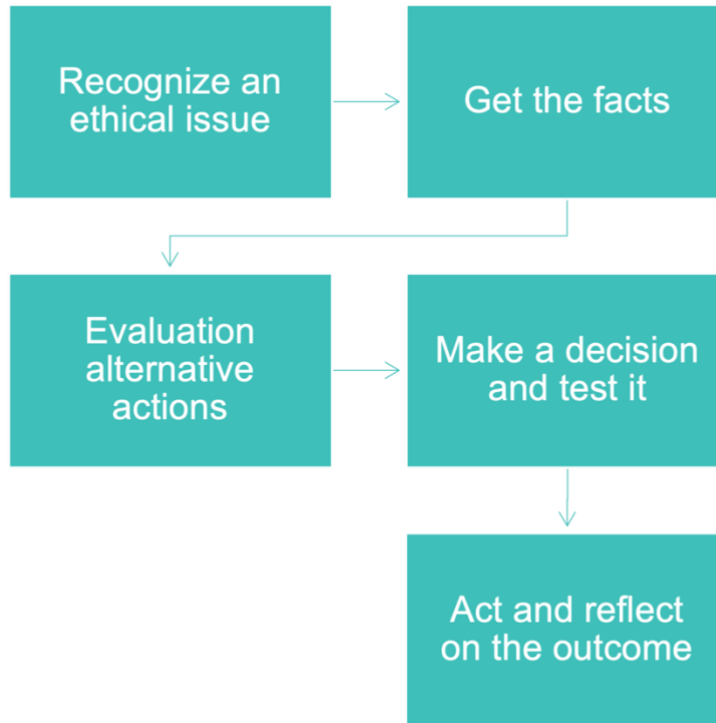 Recognize an
ethical issue
Get the facts
Evaluation
alternative
actions
Make a decision
and test it
Act and reflect
on the outcome